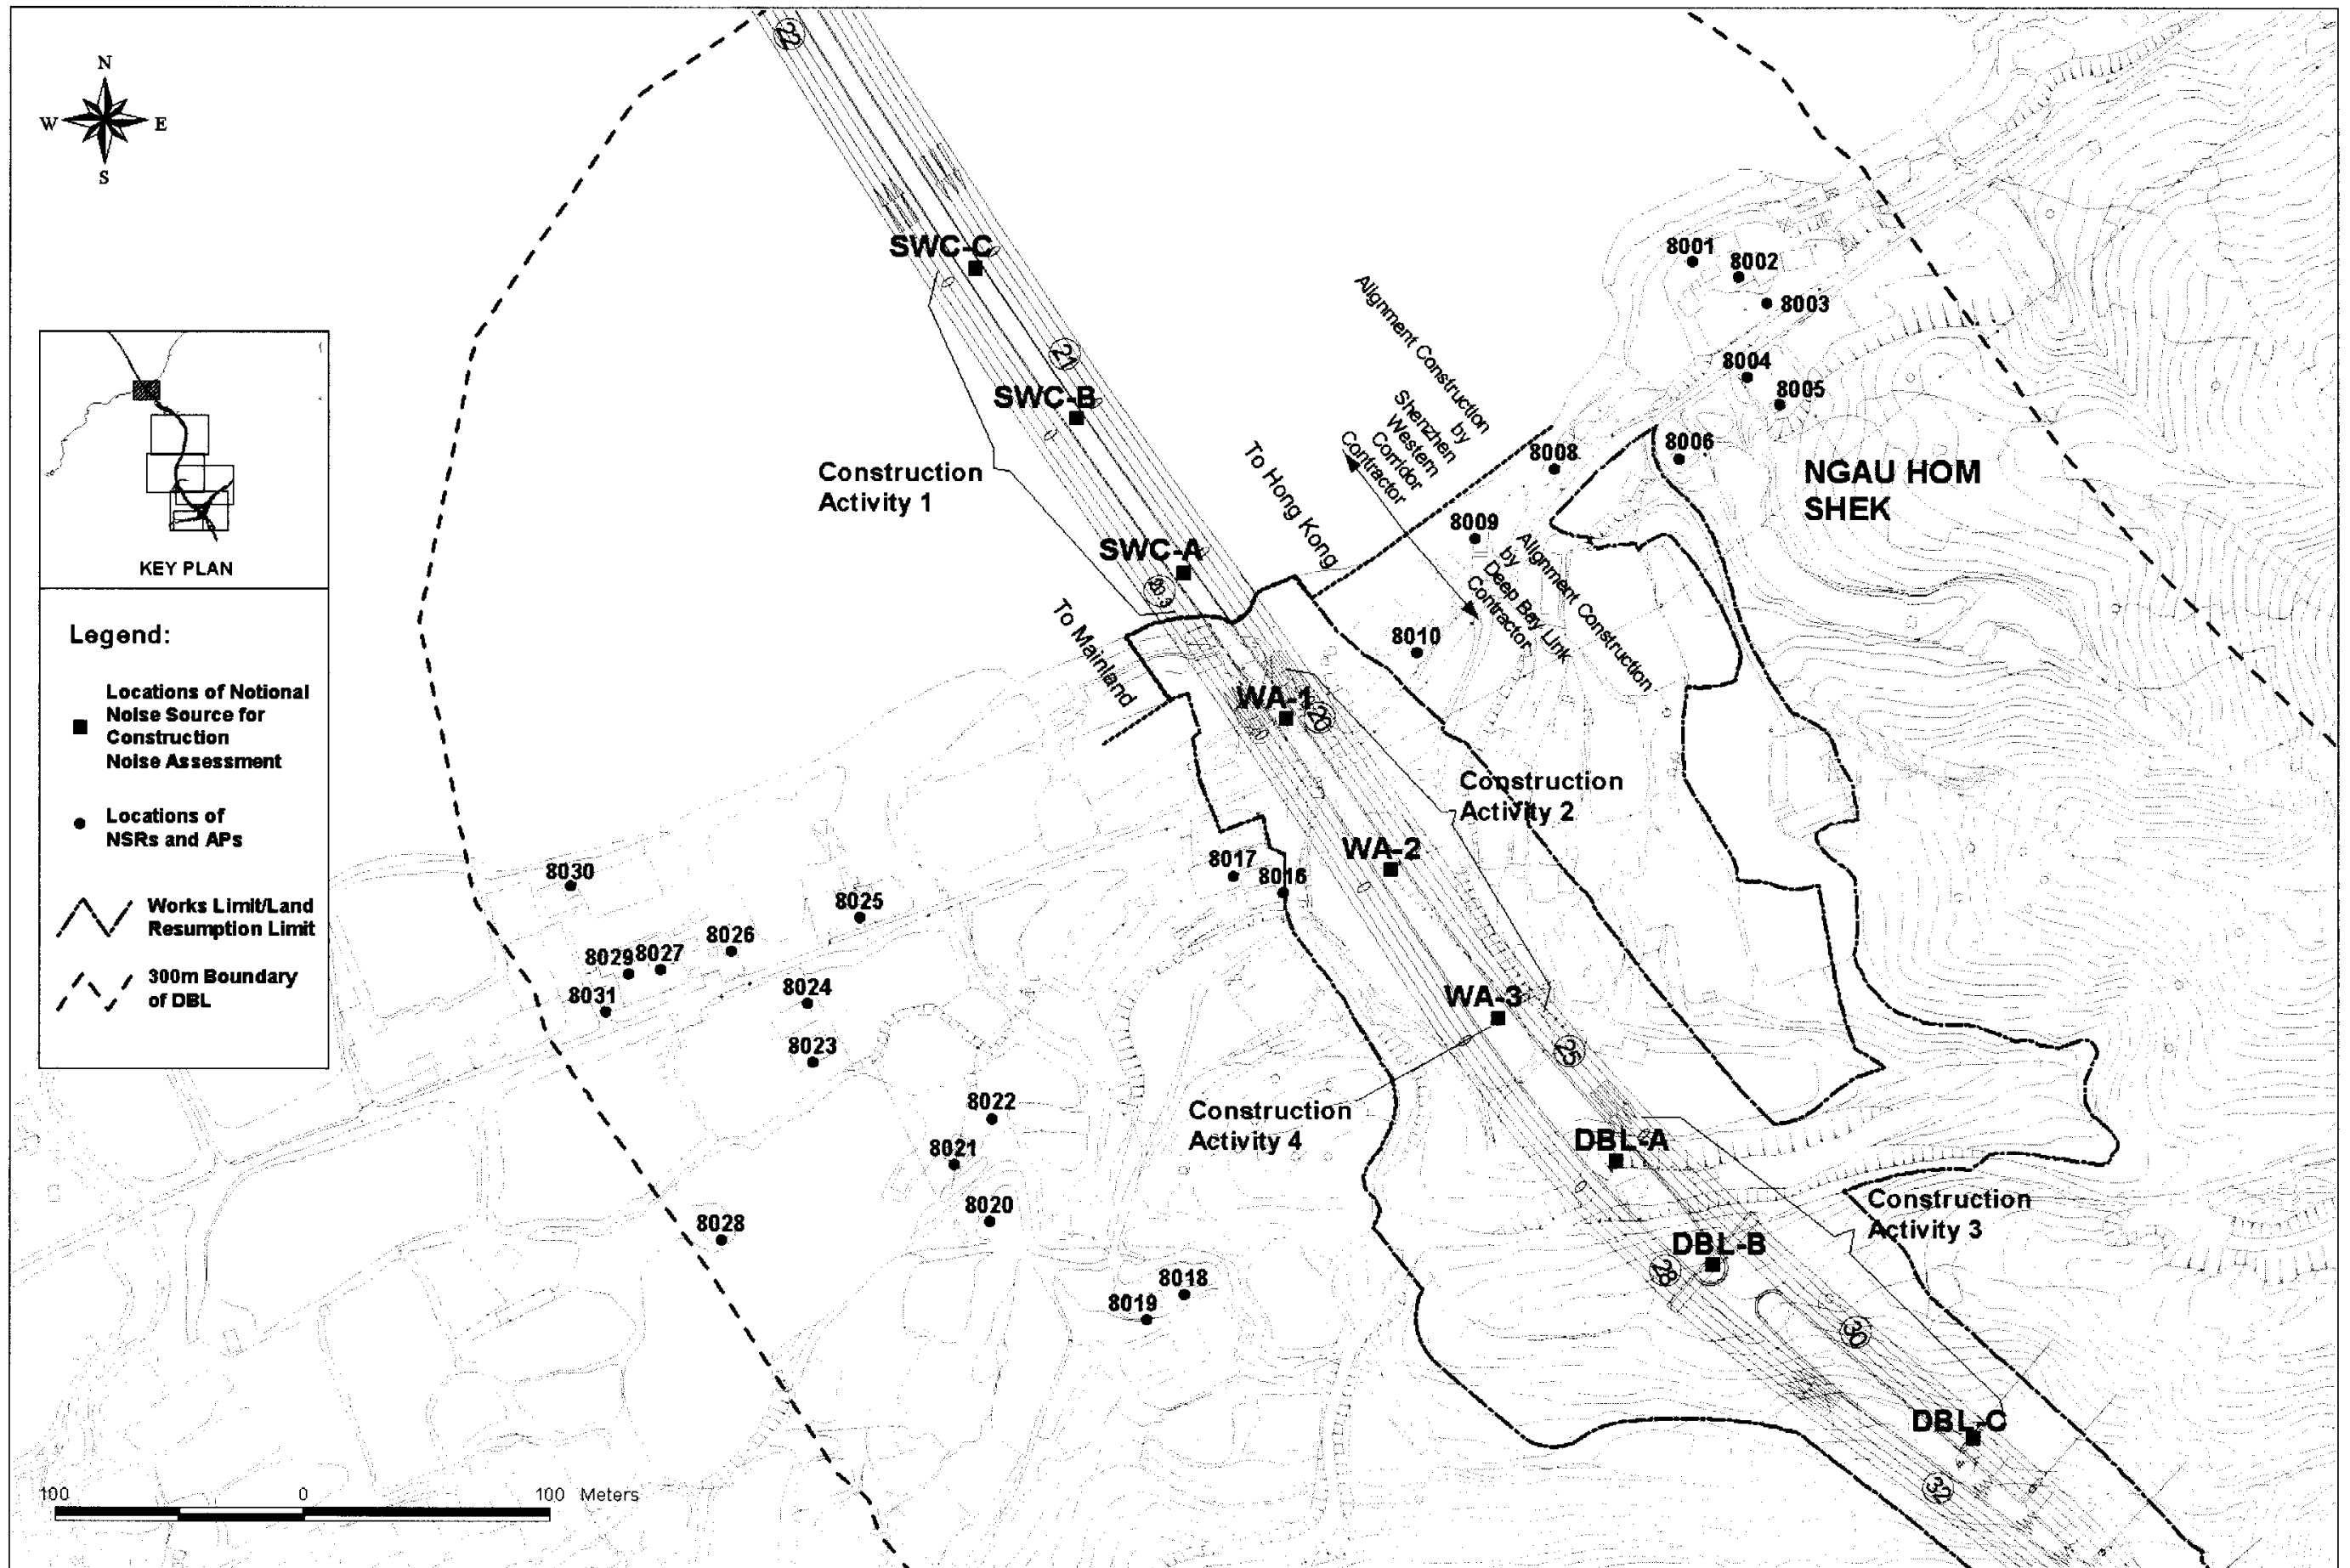 N
W
E
S
KEY PLAN
Legend:
Locations of Notional
Noise Source for
Construction
Noise Assessment
Locations of
NSRs and APs
Works Limit/Land
Resumption Limit
300m Boundary
of DBL
100
0
100 Meters
22
SWC-C
21
SWC-B
Construction
Activity 1
SWC-A
20.3
To Hong Kong
To Mainland
Alignment Construction
by
Shenzhen
Western
Corridor
Contractor
Alignment Construction
by
Deep Bay Link
Contractor
8001
8002
8003
8004
8005
8006
8008
8009
8010
NGAU HOM
SHEK
WA-1
20
Construction
Activity 2
WA-2
8017
8016
WA-3
25
Construction
Activity 4
8030
8025
8026
8029
8027
8024
8031
8023
8022
8021
8020
8028
8018
8019
DBL-A
Construction
Activity 3
DBL-B
28
30
DBL-C
32